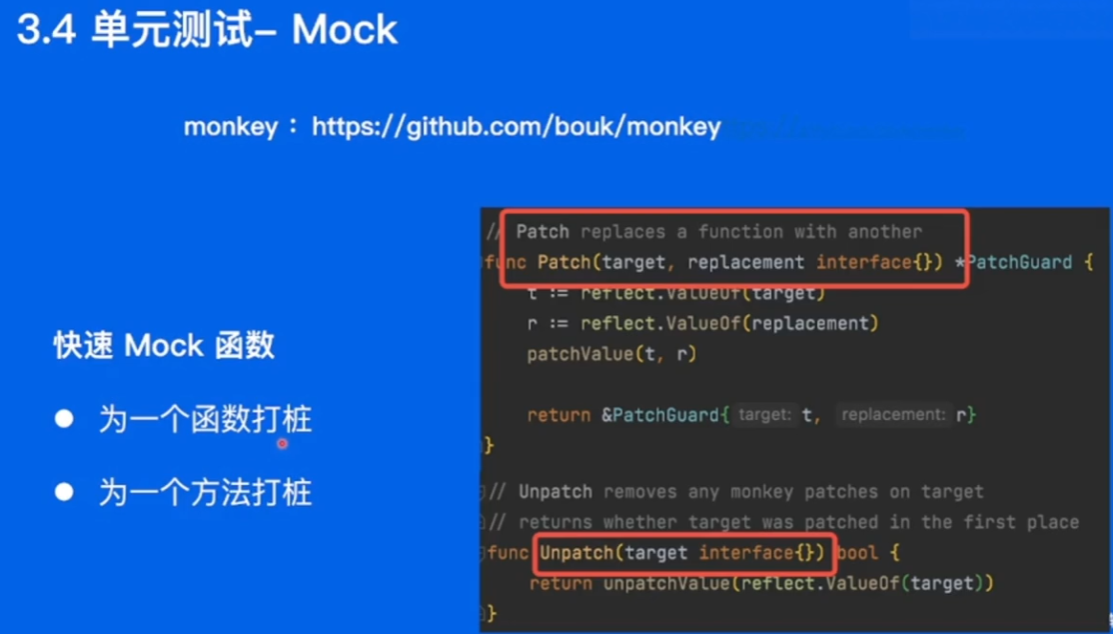 3.4 单元测试– Mock
monkey：https://github.com/bouk/monkey
快速 Mock 函数
● 为一个函数打桩
● 为一个方法打桩
// Patch replaces a function with another
func Patch(target, replacement interface{}) *PatchGuard {
t := reflect.ValueOf(target)
r := reflect.ValueOf(replacement)
patchValue(t, r)
return &PatchGuard{ target: t, replacement: r}
}
// Unpatch removes any monkey patches on target
// returns whether target was patched in the first place
func Unpatch(target interface{}) bool {
return unpatchValue(reflect.ValueOf(target))
}